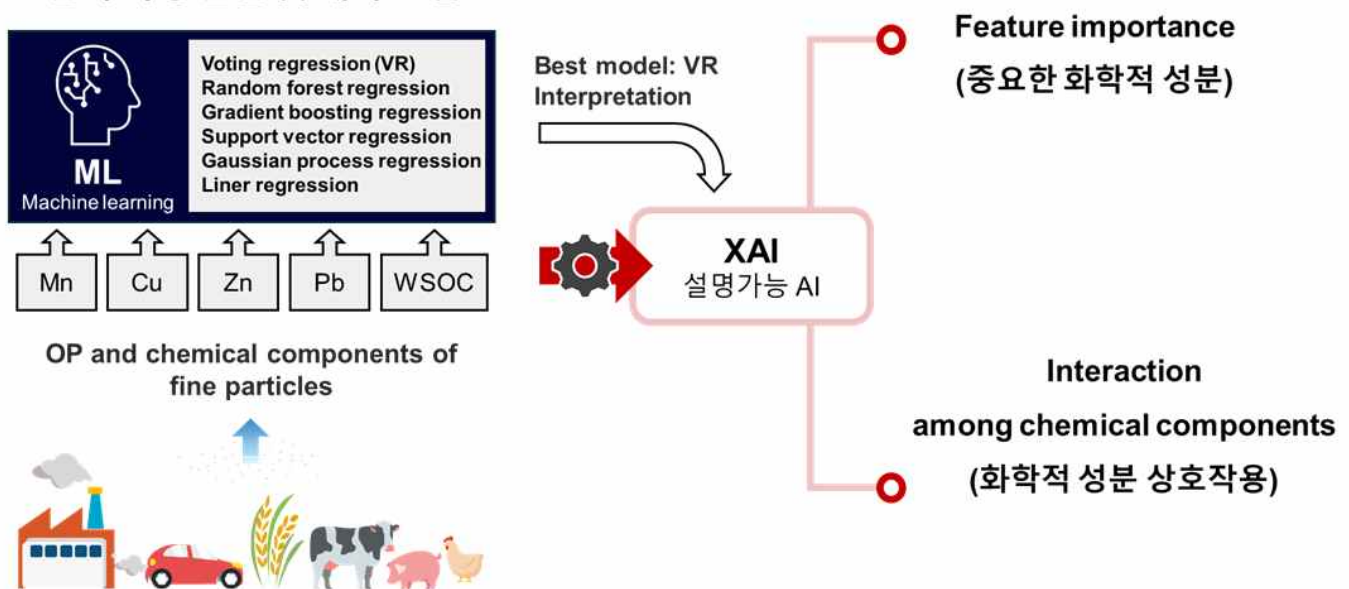 Voting regression (VR)
Random forest regression
Gradient boosting regression
Support vector regression
Gaussian process regression
Liner regression
ML
Machine learning
Mn
Cu
Zn
Pb
WSOC
OP and chemical components of
fine particles
Best model: VR
Interpretation
XAI
설명가능 AI
Feature importance
(중요한 화학적 성분)
Interaction
among chemical components
(화학적 성분 상호작용)